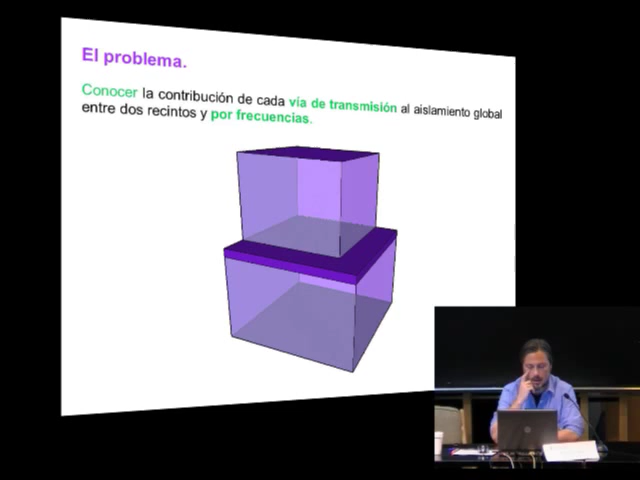 El problema.
Conocer la contribución de cada vía de transmisión al aislamiento global
entre dos recintos y por frecuencias.